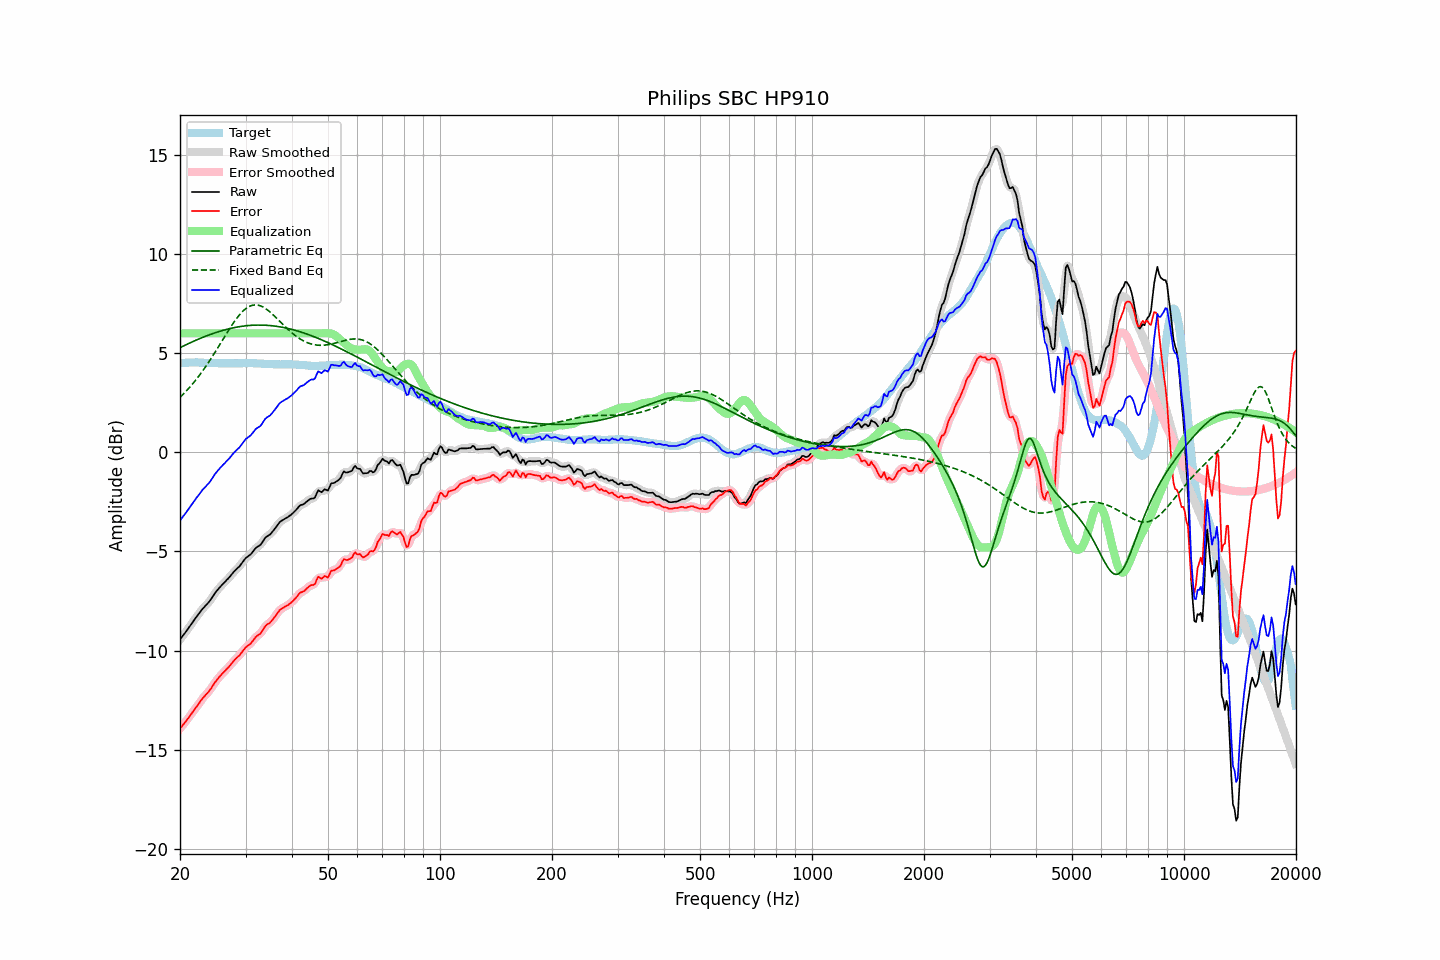 Philips SBC HP910
Target
Raw Smoothed
Error Smoothed
Raw
Error
Equalization
Parametric Eq
Fixed Band Eq
Equalized
15
10
5
0
−5
−10
−15
−20
Amplitude (dBr)
20 50 100 200 500 1000 2000 5000 10000 20000
Frequency (Hz)